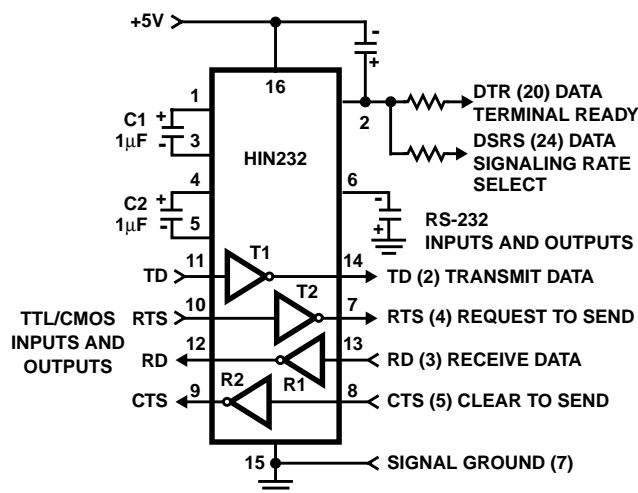 +5V
-
+
16
1
C1
+
1μF
-
3
HIN232
2
DTR (20) DATA
TERMINAL READY
DSRS (24) DATA
SIGNALING RATE
SELECT
4
C2
+
1μF
-
5
6
-
+
RS-232
INPUTS AND OUTPUTS
TD
11
T1
14
TD (2) TRANSMIT DATA
TTL/CMOS
INPUTS AND
OUTPUTS
RTS
10
T2
7
RTS (4) REQUEST TO SEND
RD
12
R1
13
RD (3) RECEIVE DATA
CTS
9
R2
8
CTS (5) CLEAR TO SEND
15
SIGNAL GROUND (7)